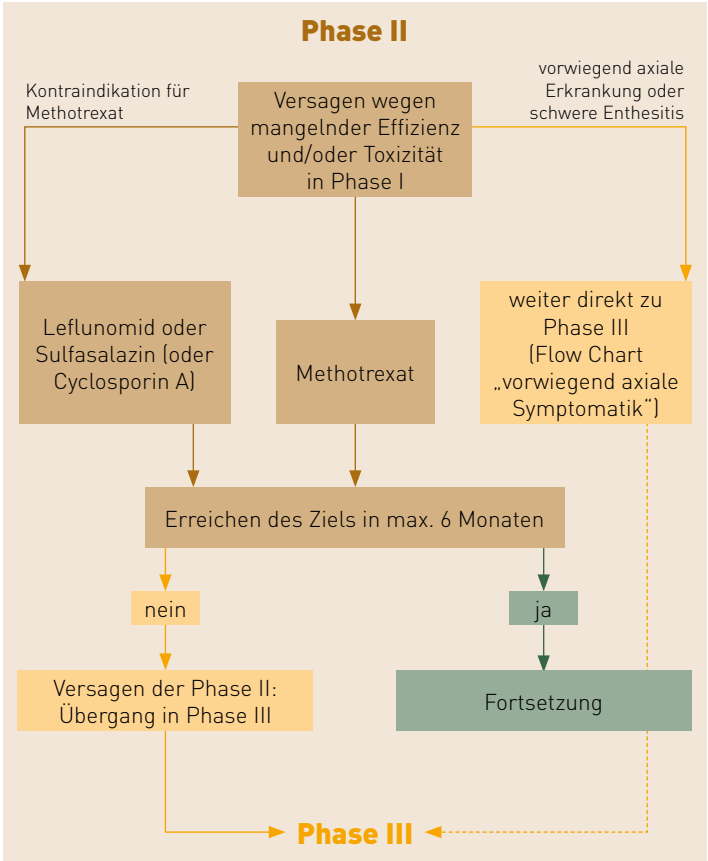 Phase II
Kontraindikation für
Methotrexat
Versagen wegen
mangelnder Effizienz
und/oder Toxizität
in Phase I
vorwiegend axiale
Erkrankung oder
schwere Enthesitis
Leflunomid oder
Sulfasalazin (oder
Cyclosporin A)
Methotrexat
weiter direkt zu
Phase III
(Flow Chart
„vorwiegend axiale
Symptomatik“)
Erreichen des Ziels in max. 6 Monaten
nein
ja
Versagen der Phase II:
Übergang in Phase III
Fortsetzung
Phase III